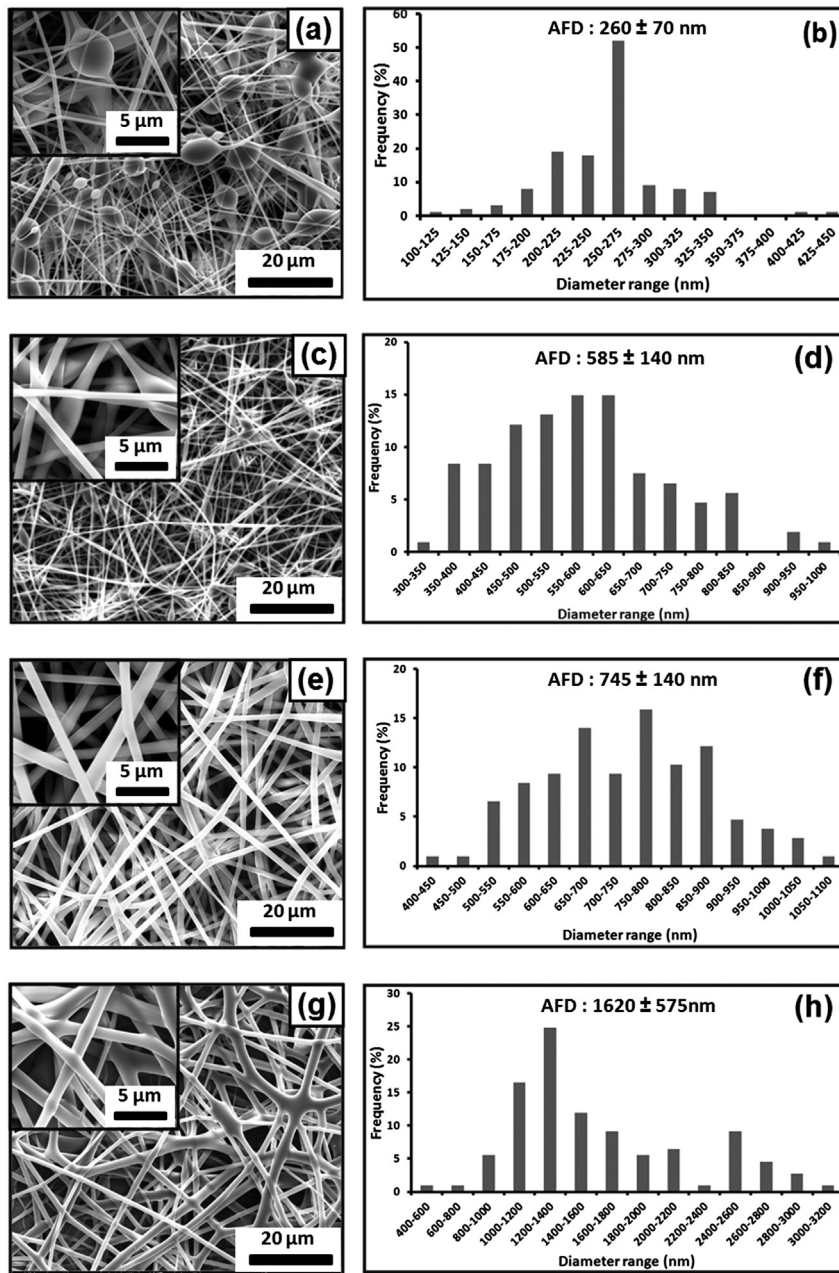 (a)
5 µm
20 µm
AFD : 260 ± 70 nm
(b)
Frequency (%)
60
50
40
30
20
10
0
100-125
125-150
150-175
175-200
200-225
225-250
250-275
275-300
300-325
325-350
350-375
375-400
400-425
425-450
Diameter range (nm)
(c)
5 µm
20 µm
AFD : 585 ± 140 nm
(d)
Frequency (%)
20
15
10
5
0
300-350
350-400
400-450
450-500
500-550
550-600
600-650
650-700
700-750
750-800
800-850
850-900
900-950
950-1000
Diameter range (nm)
(e)
5 µm
20 µm
AFD : 745 ± 140 nm
(f)
Frequency (%)
20
15
10
5
0
400-450
450-500
500-550
550-600
600-650
650-700
700-750
750-800
800-850
850-900
900-950
950-1000
1000-1050
1050-1100
Diameter range (nm)
(g)
5 µm
20 µm
AFD : 1620 ± 575nm
(h)
Frequency (%)
30
25
20
15
10
5
0
400-600
600-800
800-1000
1000-1200
1200-1400
1400-1600
1600-1800
1800-2000
2000-2200
2200-2400
2400-2600
2600-2800
2800-3000
3000-3200
Diameter range (nm)